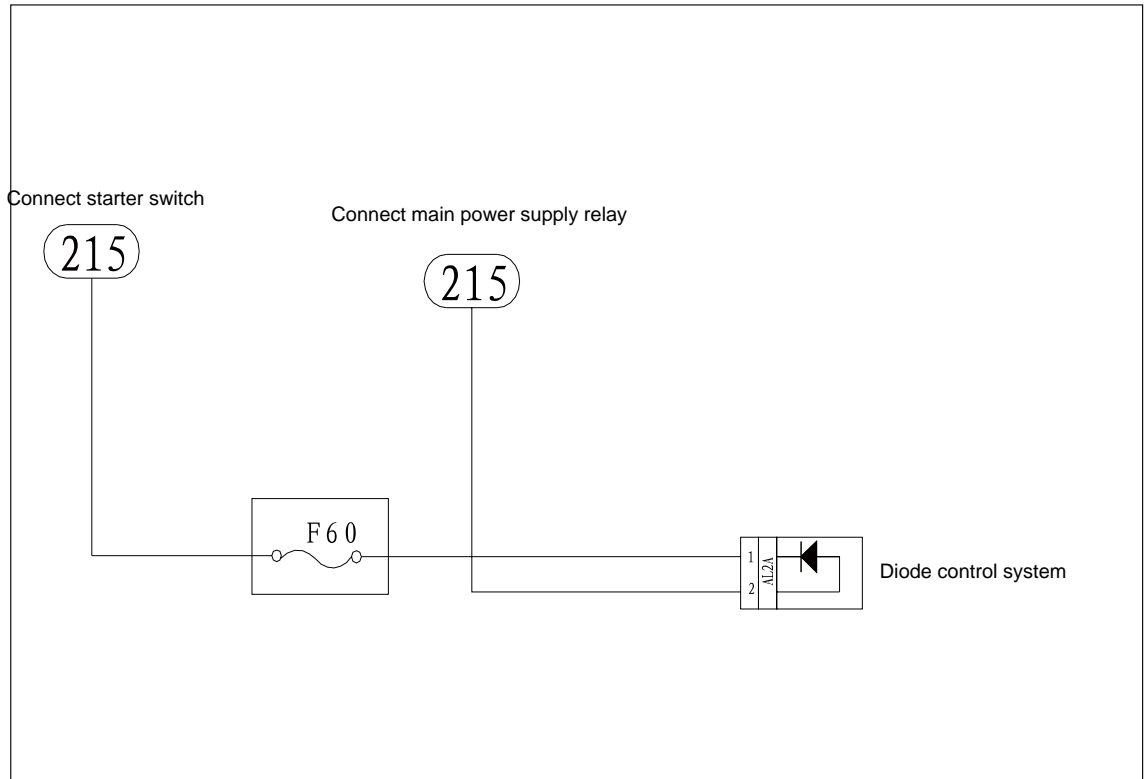 Connect starter switch
215
Connect main power supply relay
215
F60
1
AL2A
2
Diode control system